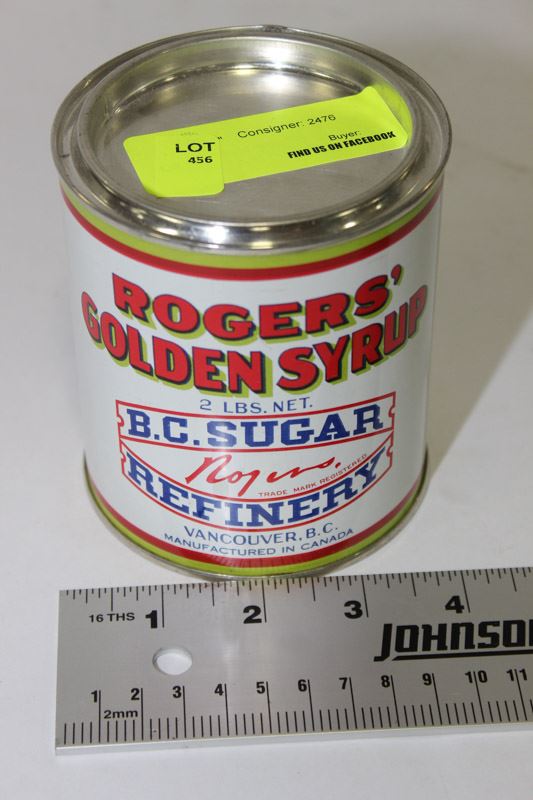 LOT
456
Consigner: 2476
Buyer:
FIND US ON FACEBOOK
ROGERS'
GOLDEN SYRUP
2 LBS. NET.
B.C. SUGAR
Rogers,
TRADE MARK REGISTERED
REFINERY
VANCOUVER, B.C.
MANUFACTURED IN CANADA
16 THS 1 2 3 4
JOHNSO
1 2 3 4 5 6 7 8 9 10 11
2mm